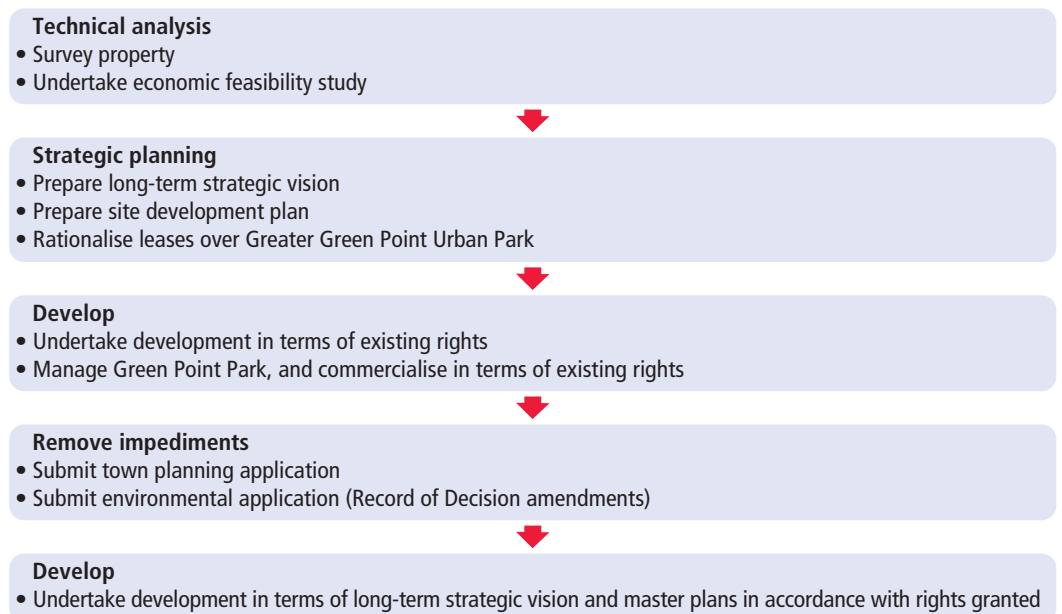 Technical analysis
• Survey property
• Undertake economic feasibility study
Strategic planning
• Prepare long-term strategic vision
• Prepare site development plan
• Rationalise leases over Greater Green Point Urban Park
Develop
• Undertake development in terms of existing rights
• Manage Green Point Park, and commercialise in terms of existing rights
Remove impediments
• Submit town planning application
• Submit environmental application (Record of Decision amendments)
Develop
• Undertake development in terms of long-term strategic vision and master plans in accordance with rights granted